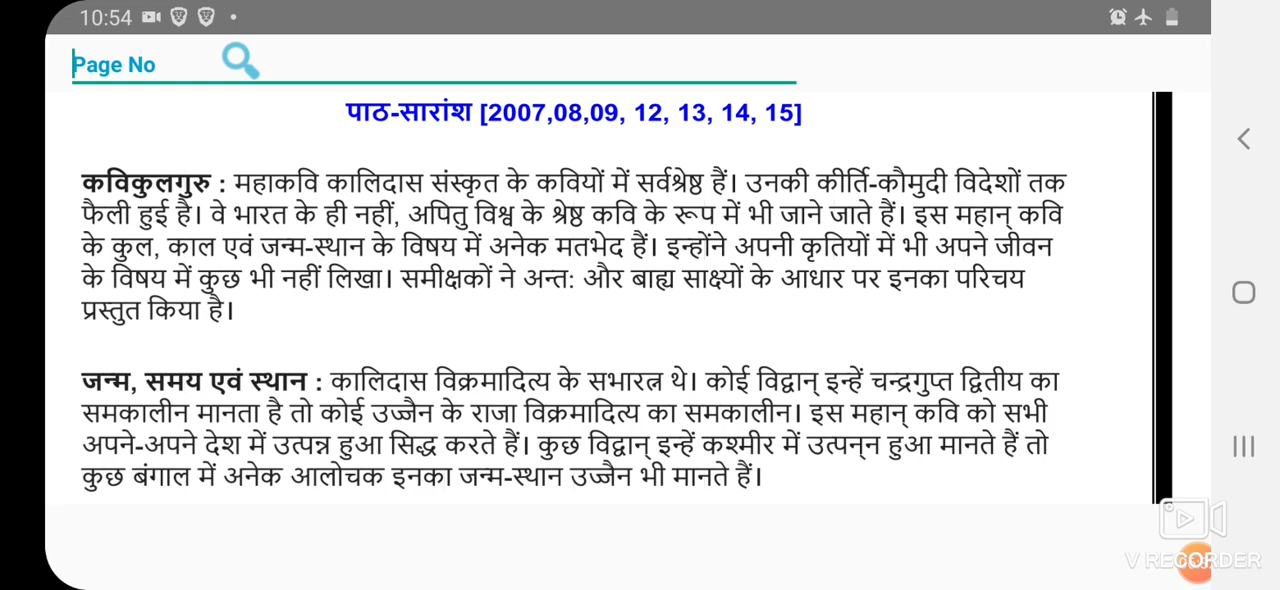 10:54
Page No
पाठ-सारांश [2007,08,09, 12, 13, 14, 15]
कविकुलगुरु : महाकवि कालिदास संस्कृत के कवियों में सर्वश्रेष्ठ हैं। उनकी कीर्ति-कौमुदी विदेशों तक
फैली हुई है। वे भारत के ही नहीं, अपितु विश्व के श्रेष्ठ कवि के रूप में भी जाने जाते हैं। इस महान् कवि
के कुल, काल एवं जन्म-स्थान के विषय में अनेक मतभेद हैं। इन्होंने अपनी कृतियों में भी अपने जीवन
के विषय में कुछ भी नहीं लिखा। समीक्षकों ने अन्त: और बाह्य साक्ष्यों के आधार पर इनका परिचय
प्रस्तुत किया है।
जन्म, समय एवं स्थान : कालिदास विक्रमादित्य के सभारत्न थे। कोई विद्वान् इन्हें चन्द्रगुप्त द्वितीय का
समकालीन मानता है तो कोई उज्जैन के राजा विक्रमादित्य का समकालीन। इस महान् कवि को सभी
अपने-अपने देश में उत्पन्न हुआ सिद्ध करते हैं। कुछ विद्वान् इन्हें कश्मीर में उत्पन्‍न हुआ मानते हैं तो
कुछ बंगाल में अनेक आलोचक इनका जन्म-स्थान उज्जैन भी मानते हैं।
V RECORDER